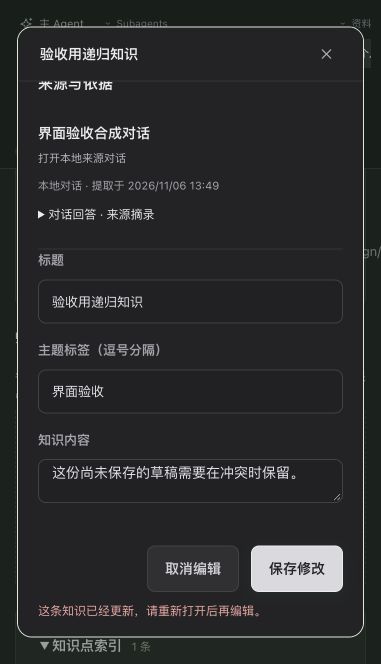 主 Agent
Subagents
资料
验收用递归知识
来源与依据
界面验收合成对话
打开本地来源对话
本地对话 · 提取于 2026/11/06 13:49
▶ 对话回答 · 来源摘录
gn/
标题
验收用递归知识
主题标签（逗号分隔）
界面验收
知识内容
这份尚未保存的草稿需要在冲突时保留。
取消编辑
保存修改
这条知识已经更新，请重新打开后再编辑。
▼知识点索引 1 条